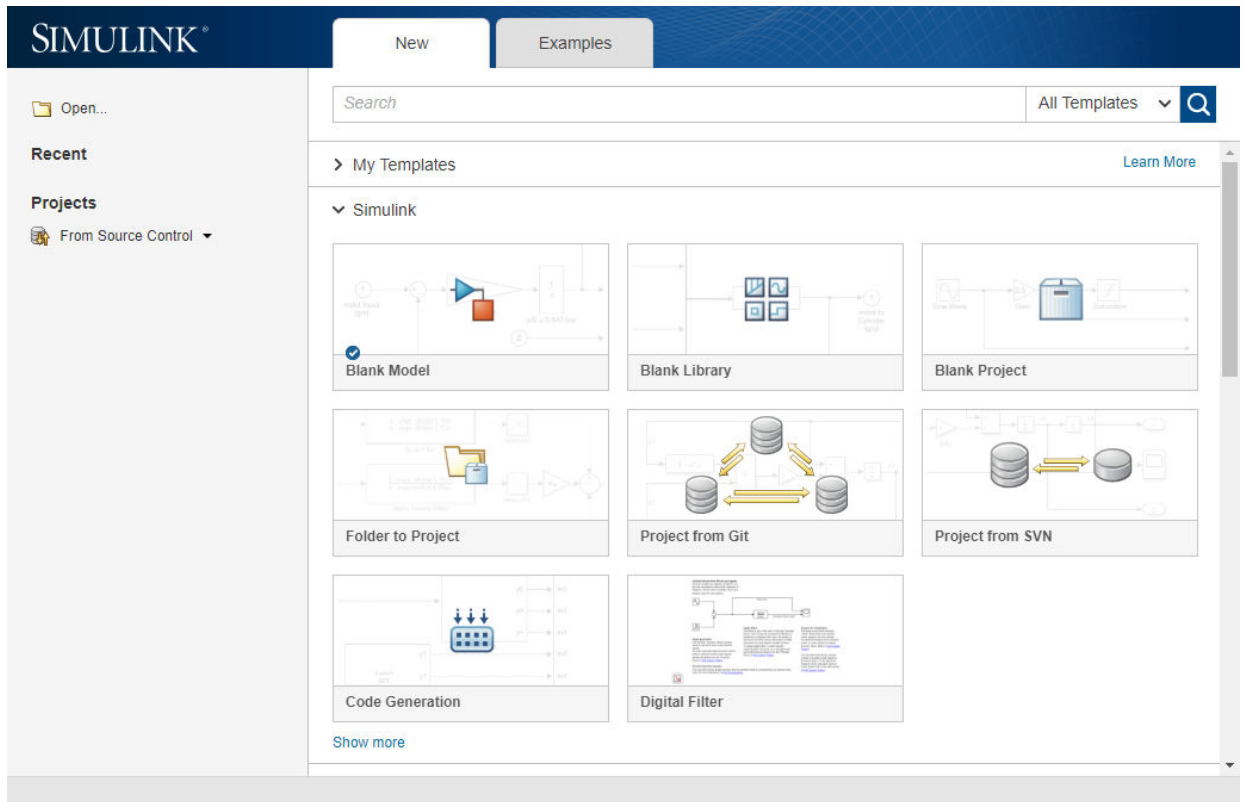 SIMULINK®
New
Examples
Open...
Recent
Projects
From Source Control
Search
All Templates
My Templates
Learn More
Simulink
Blank Model
Blank Library
Blank Project
Folder to Project
Project from Git
Project from SVN
Code Generation
Digital Filter
Show more